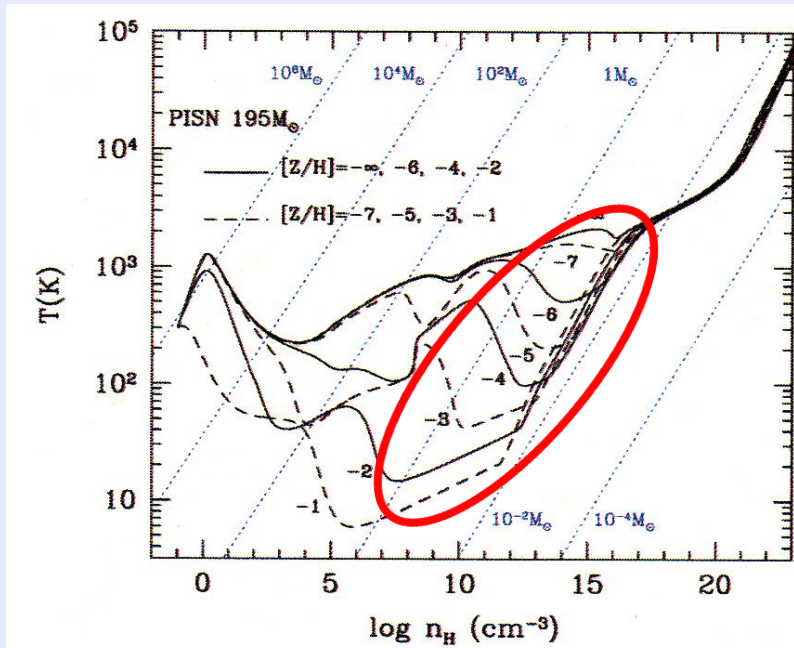 10⁵
10⁶M☉ 10⁴M☉ 10²M☉ 1M☉
PISN 195M☉
10⁴
[Z/H]=−∞, −6, −4, −2
[Z/H]=−7, −5, −3, −1
T(K)
10³
−7
−6
−5
−4
10²
−3
−2
−1
10
10⁻²M☉ 10⁻⁴M☉
0 5 10 15 20
log n_H (cm⁻³)